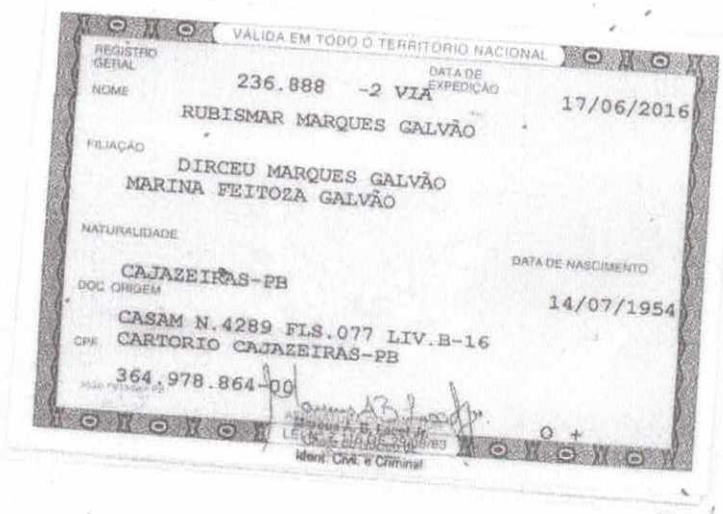 VÁLIDA EM TODO O TERRITÓRIO NACIONAL
REGISTRO GERAL 236.888 -2 VIA DATA DE EXPEDIÇÃO 17/06/2016
NOME RUBISMAR MARQUES GALVÃO
FILIAÇÃO
DIRCEU MARQUES GALVÃO
MARINA FEITOZA GALVÃO
NATURALIDADE DATA DE NASCIMENTO
CAJAZEIRAS-PB 14/07/1954
DOC. ORIGEM
CASAM N.4289 FLS.077 LIV.B-16
CARTORIO CAJAZEIRAS-PB
CPF 364.978.864-00
O +
Ident. Civil e Criminal